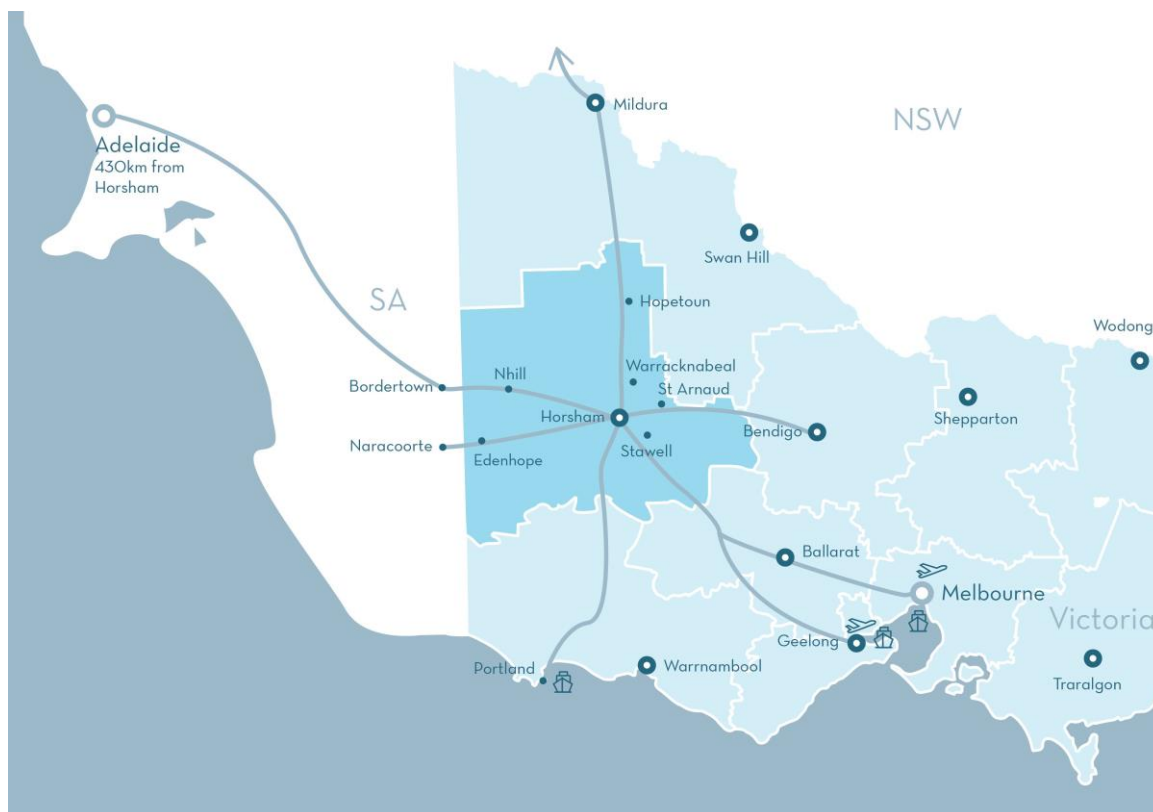 Mildura
NSW
Adelaide
430km from
Horsham
Swan Hill
SA
Hopetoun
Wodong
Warracknabeal
Nhill
Bordertown
St Arnaud
Horsham
Shepparton
Bendigo
Naracoorte
Edenhope
Stawell
Ballarat
Melbourne
Victoria
Geelong
Portland
Warrnambool
Traralgon